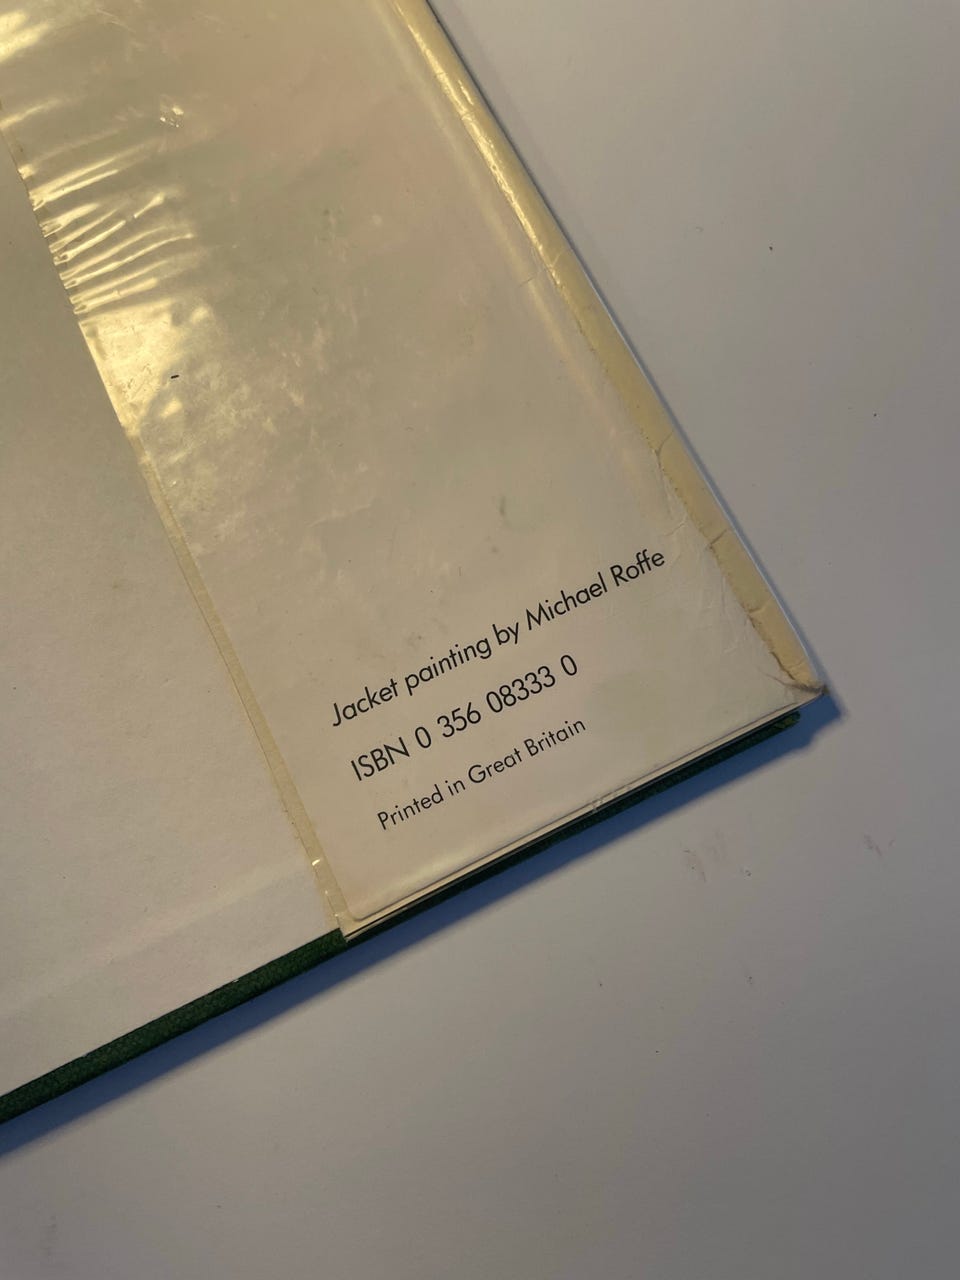 Jacket painting by Michael Roffe
ISBN 0 356 08333 0
Printed in Great Britain